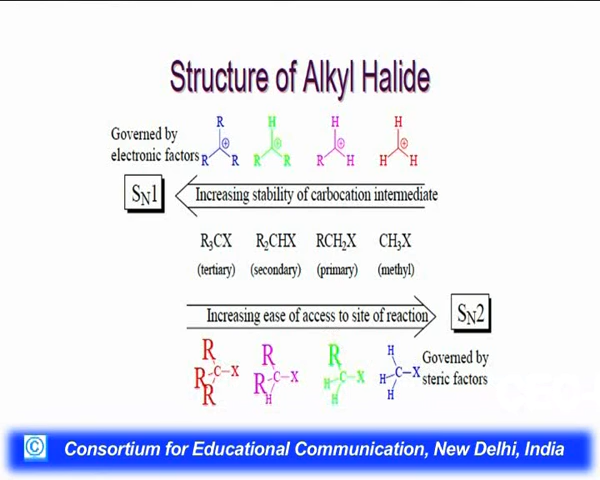 Structure of Alkyl Halide
Governed by
electronic factors
R R R ⊕
H R R ⊕
H R H ⊕
H H H ⊕
SN1
Increasing stability of carbocation intermediate
R3CX R2CHX RCH2X CH3X
(tertiary) (secondary) (primary) (methyl)
Increasing ease of access to site of reaction
SN2
R R R C X
R R H C X
R H H C X
H H H C X
Governed by
steric factors
© Consortium for Educational Communication, New Delhi, India